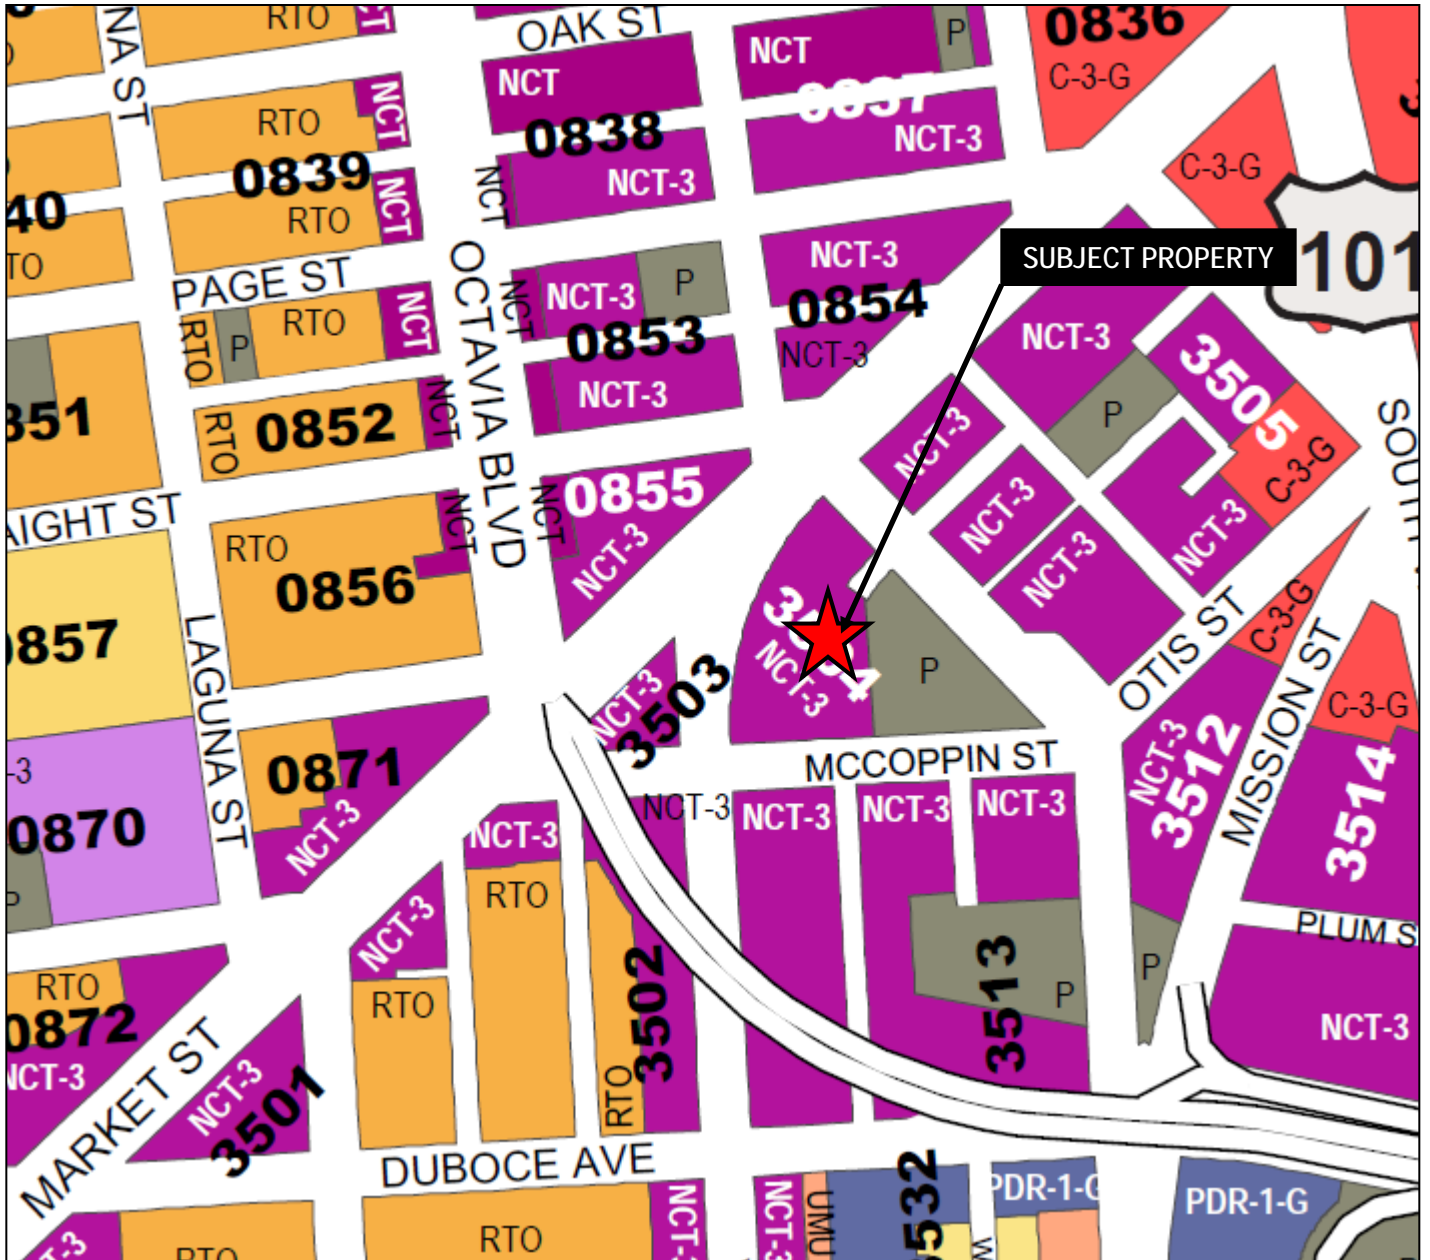 RTO
OAK ST
NCT
P
0836
C-3-G
NCT
RTO
NCT
0838
0837
NCT-3
C-3-G
0839
NCT-3
NCT
40
RTO
NCT
NCT-3
SUBJECT PROPERTY
101
PAGE ST
OCTAVIA BLVD
NCT
NCT-3
P
0854
RTO
P
RTO
NCT
0853
NCT-3
NCT-3
3505
NCT-3
P
C-3-G
NCT-3
851
RTO
0852
NCT
NCT-3
NCT-3
NCT-3
NCT
0855
NCT-3
RTO
NCT
0856
NCT-3
P
OTIS ST
C-3-G
MISSION ST
0857
LAGUNA ST
NCT-3
3503
MCCOPPIN ST
NCT-3
3512
C-3-G
3514
-3
0870
P
0871
NCT-3
NCT-3
NCT-3
NCT-3
NCT-3
NCT-3
RTO
NCT-3
PLUM S
RTO
0872
NCT-3
RTO
RTO
3502
3513
P
P
NCT-3
MARKET ST
NCT-3
3501
DUBOCE AVE
RTO
NCT-3
UMU
PDR-1-G
PDR-1-G
RTO